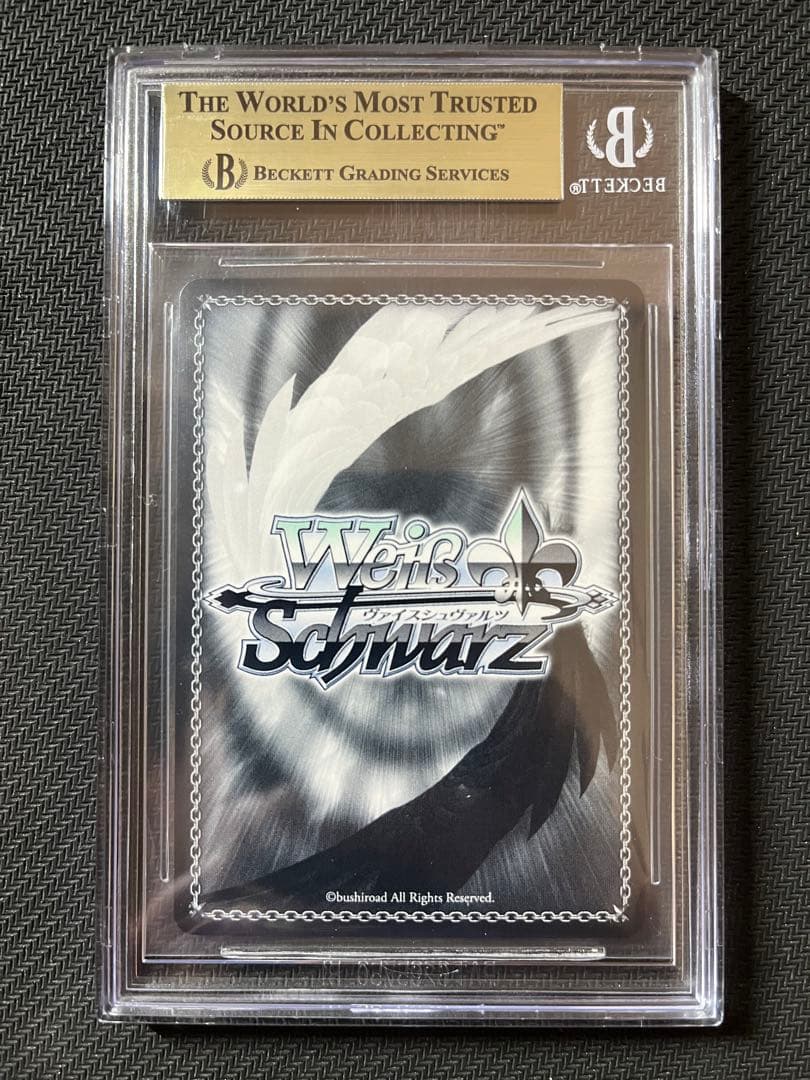 THE WORLD'S MOST TRUSTED
SOURCE IN COLLECTING™
B BECKETT GRADING SERVICES
B
BECKETT®
Weiß
ヴァイスシュヴァルツ
Schwarz
©bushiroad All Rights Reserved.